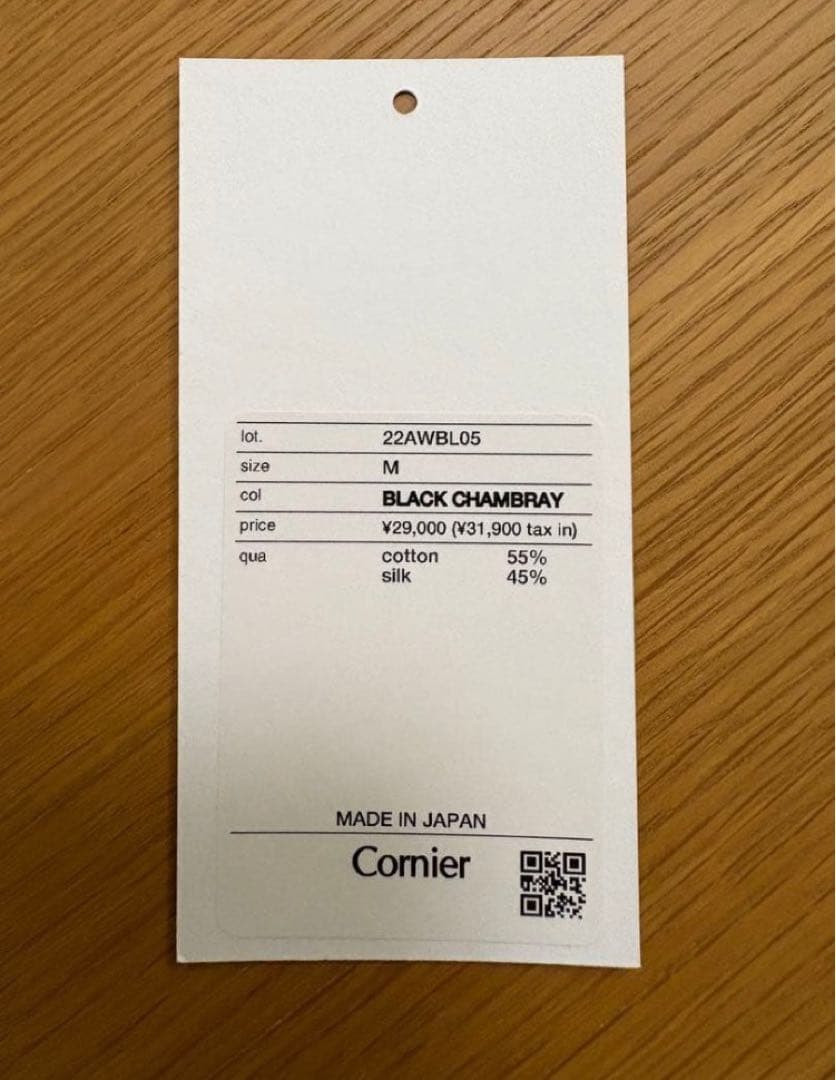 lot. 22AWBL05
size M
col BLACK CHAMBRAY
price ¥29,000 (¥31,900 tax in)
qua cotton 55%
silk 45%
MADE IN JAPAN
Cornier